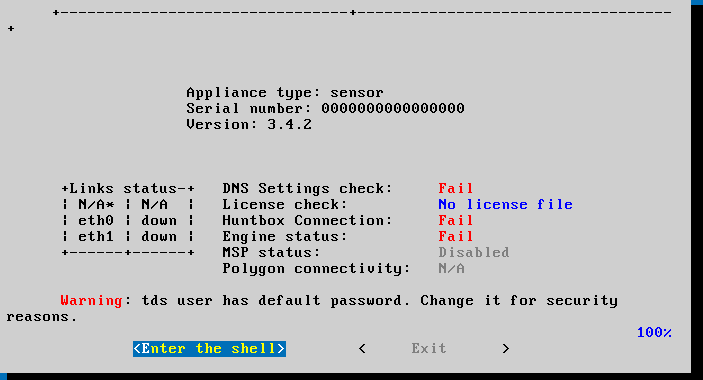 Appliance type: sensor
Serial number: 0000000000000000
Version: 3.4.2
+Links status-+ DNS Settings check: Fail
| N/A* | N/A | License check: No license file
| eth0 | down | Huntbox Connection: Fail
| eth1 | down | Engine status: Fail
+------+------+ MSP status: Disabled
Polygon connectivity: N/A
Warning: tds user has default password. Change it for security
reasons.
100%
<Enter the shell> < Exit >